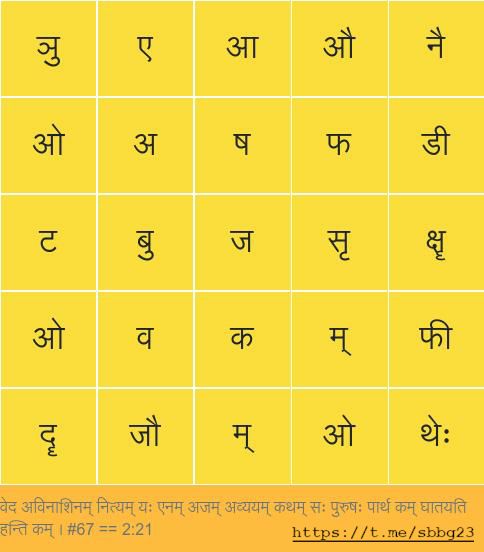 ञु ए आ औ नै
ओ अ ष फ डी
ट बु ज सृ क्षॄ
ओ व क म् फी
दॄ जौ म् ओ थेः
वेद अविनाशिनम् नित्यम् यः एनम् अजम् अव्ययम् कथम् सः पुरुषः पार्थ कम् घातयति
हन्ति कम् । #67 == 2:21
https://t.me/sbbg23